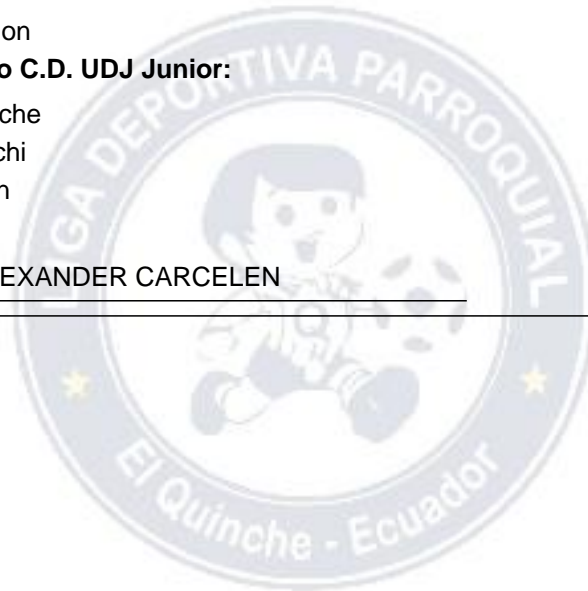 on
o C.D. UDJ Junior:
che
chi
n
EXANDER CARCELEN
LIGA DEPORTIVA PARROQUIAL
Q
El Quinche - Ecuador